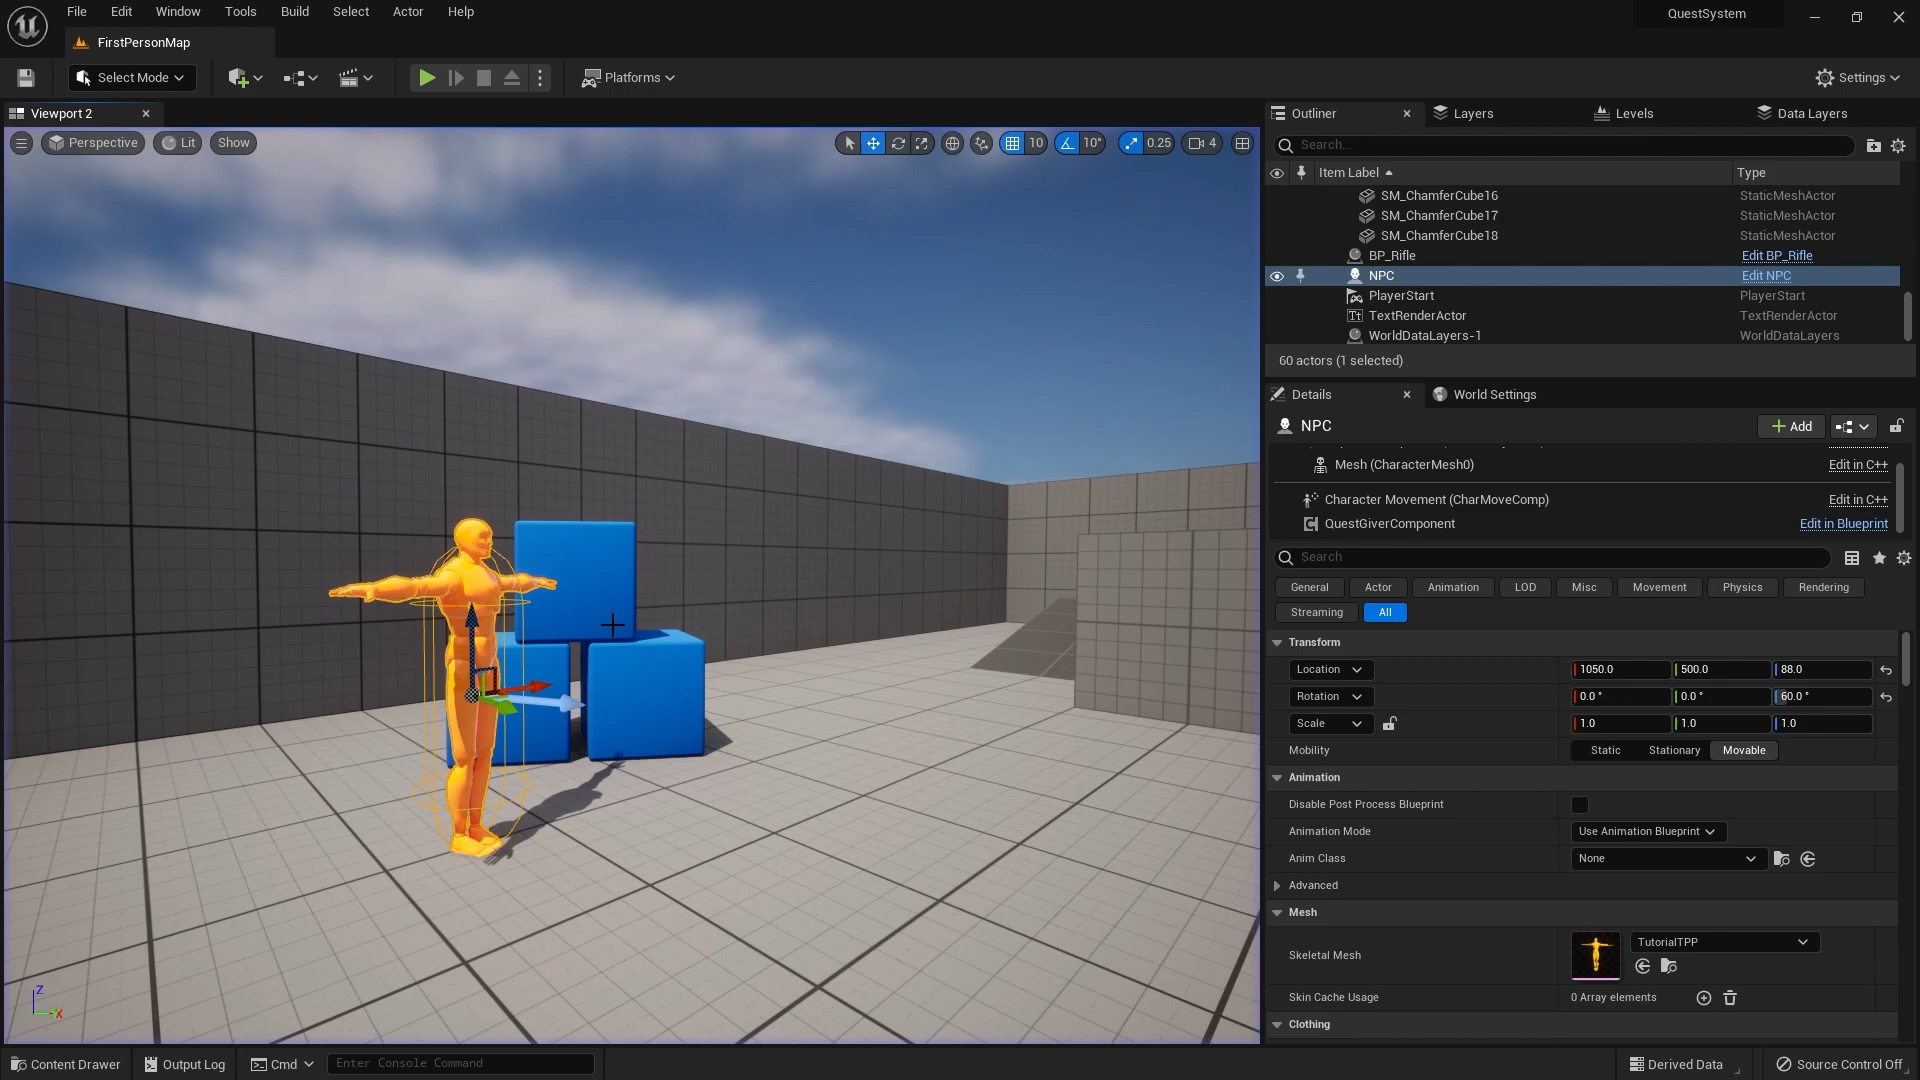 File Edit Window Tools Build Select Actor Help
QuestSystem
FirstPersonMap
Select Mode
Platforms
Settings
Viewport 2
Perspective Lit Show
10 10° 0.25 4
Outliner Layers Levels Data Layers
Search...
Item Label Type
SM_ChamferCube16 StaticMeshActor
SM_ChamferCube17 StaticMeshActor
SM_ChamferCube18 StaticMeshActor
BP_Rifle Edit BP_Rifle
NPC Edit NPC
PlayerStart PlayerStart
TextRenderActor TextRenderActor
WorldDataLayers-1 WorldDataLayers
60 actors (1 selected)
Details World Settings
NPC Add
Mesh (CharacterMesh0) Edit in C++
Character Movement (CharMoveComp) Edit in C++
QuestGiverComponent Edit in Blueprint
Search
General Actor Animation LOD Misc Movement Physics Rendering
Streaming All
Transform
Location 1050.0 500.0 88.0
Rotation 0.0 ° 0.0 ° 60.0 °
Scale 1.0 1.0 1.0
Mobility Static Stationary Movable
Animation
Disable Post Process Blueprint
Animation Mode Use Animation Blueprint
Anim Class None
Advanced
Mesh
Skeletal Mesh TutorialTPP
Skin Cache Usage 0 Array elements
Clothing
Z
X
Content Drawer Output Log Cmd Enter Console Command Derived Data Source Control Off